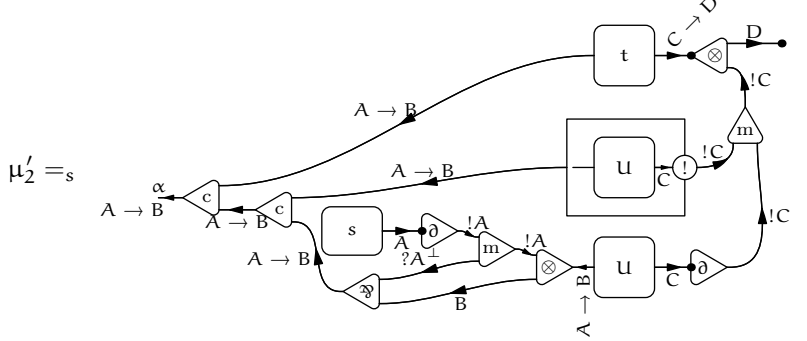 C → D
D
t
⊗
!C
A → B
m
μ′₂ =ₛ
A → B
u
C
!
!C
α
c
A → B
c
A → B
s
A
∂
!A
m
!A
!C
?A⊥
A → B
⊗
u
C
∂
⅋
B
A → B